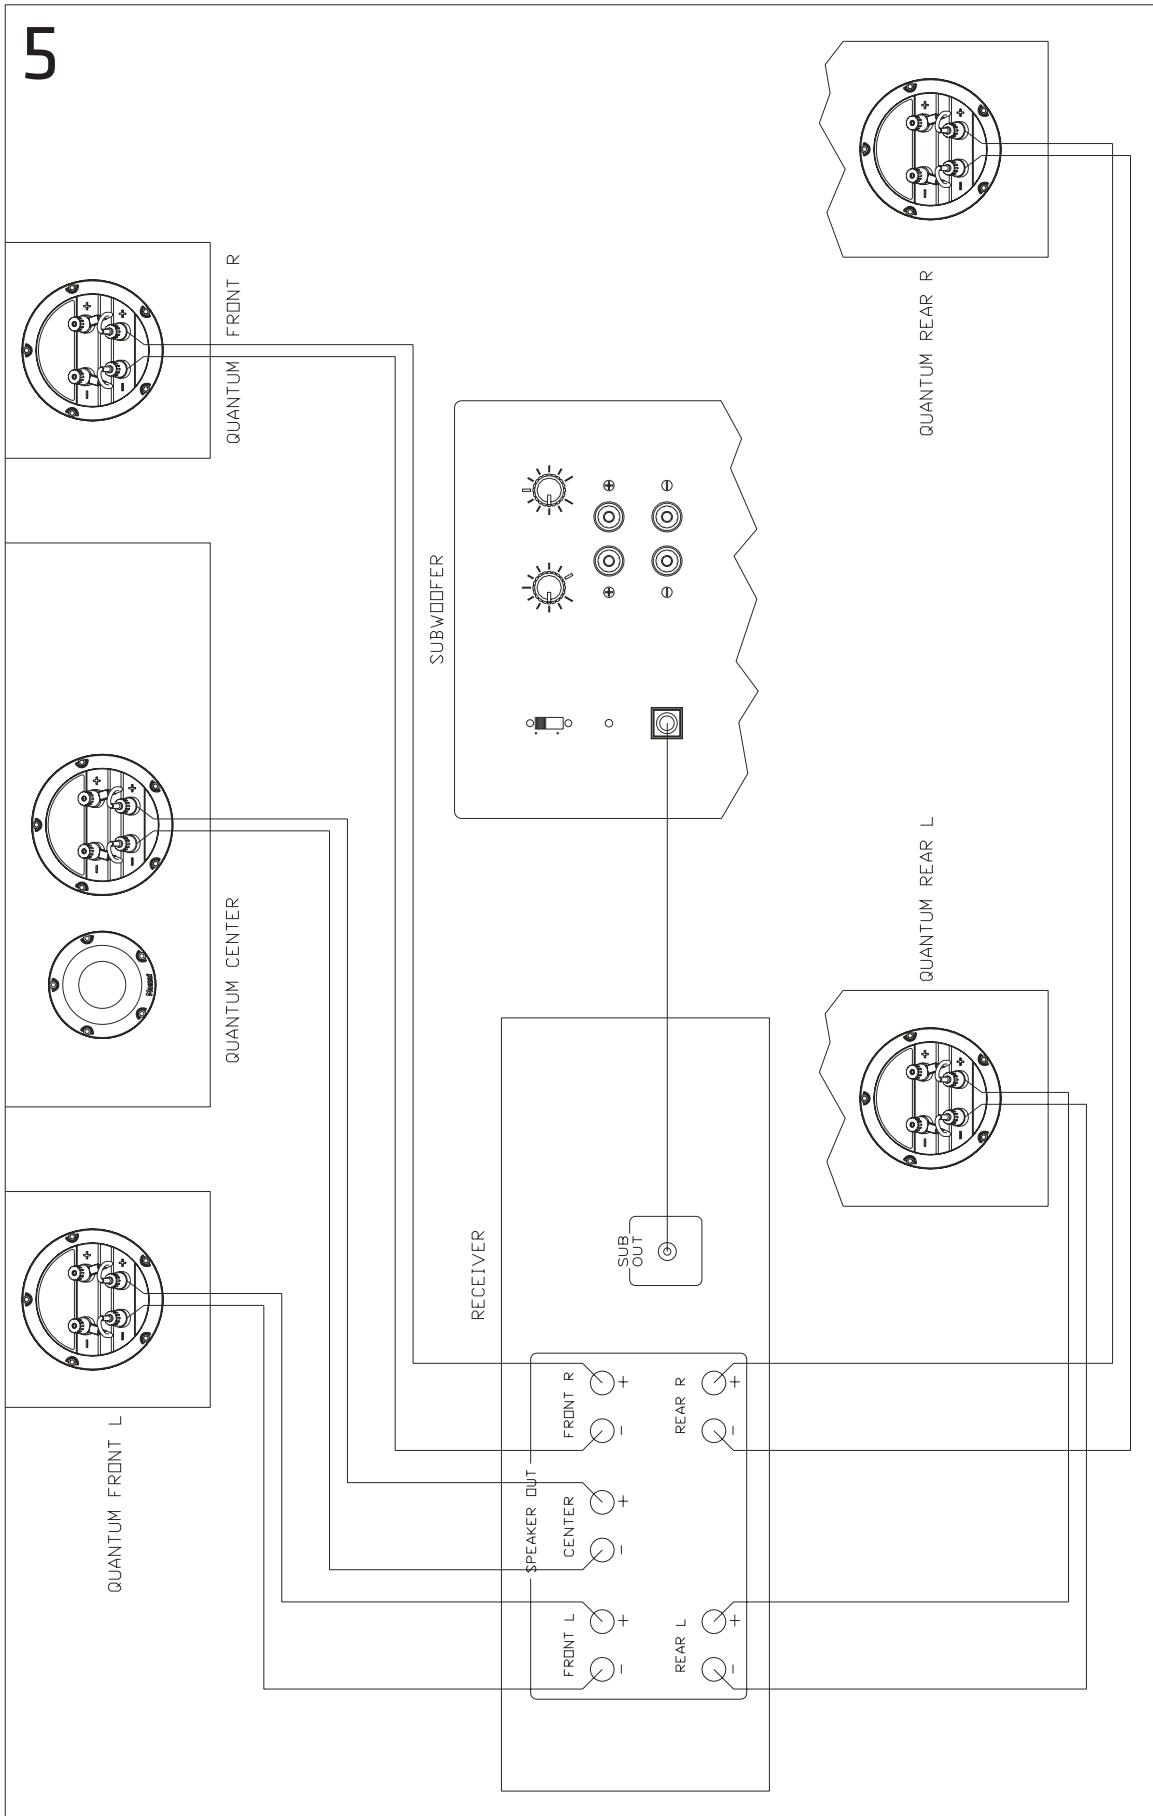 5
QUANTUM FRONT R
QUANTUM REAR R
SUBWOOFER
QUANTUM CENTER
QUANTUM REAR L
RECEIVER
SUB
OUT
QUANTUM FRONT L
SPEAKER OUT
FRONT R
+
-
REAR R
+
-
CENTER
+
-
FRONT L
+
-
REAR L
+
-